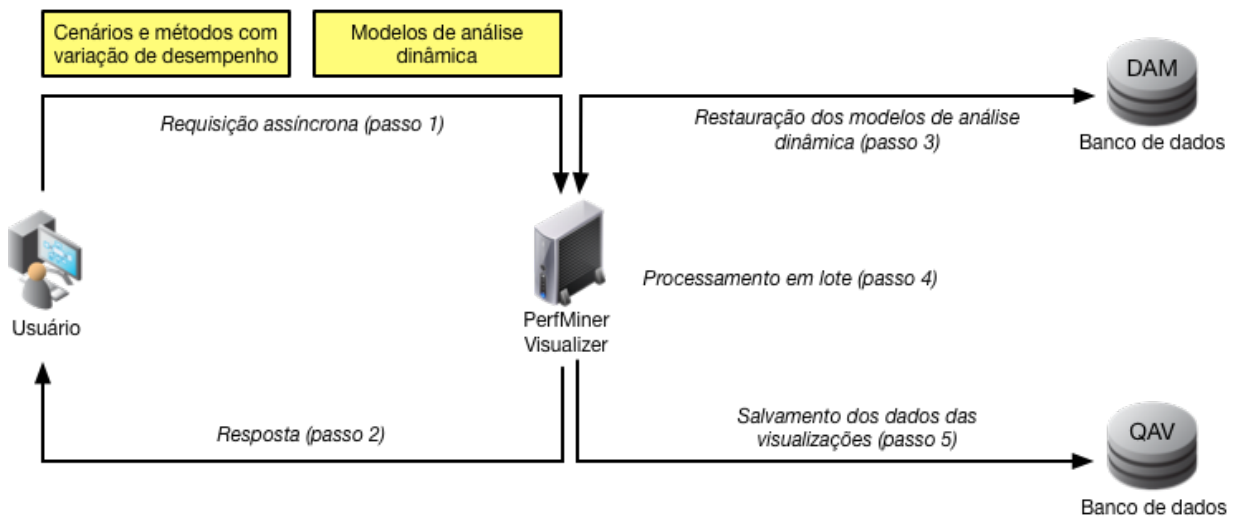 Cenários e métodos com
variação de desempenho
Modelos de análise
dinâmica
Requisição assíncrona (passo 1)
Restauração dos modelos de análise
dinâmica (passo 3)
DAM
Banco de dados
Usuário
PerfMiner
Visualizer
Processamento em lote (passo 4)
Resposta (passo 2)
Salvamento dos dados das
visualizações (passo 5)
QAV
Banco de dados